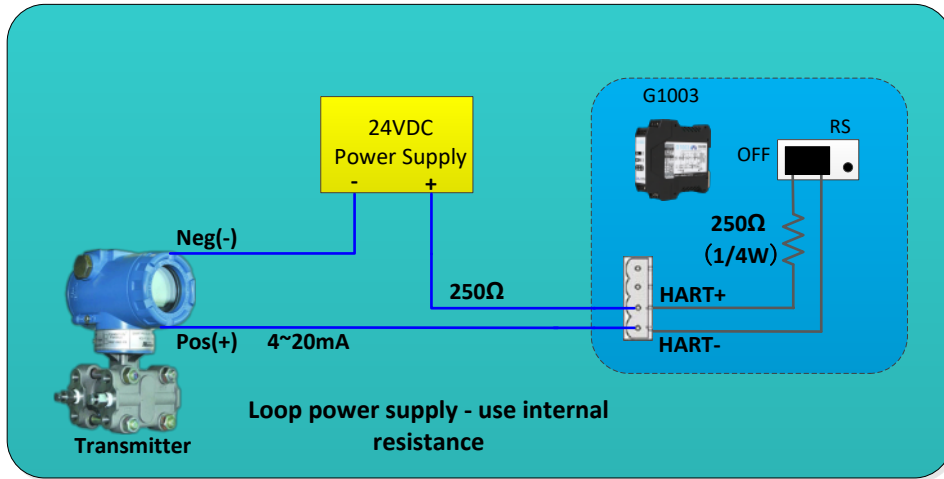 G1003
RS
OFF
24VDC
Power Supply
- +
250Ω
（1/4W）
Neg(-)
250Ω
HART+
Pos(+) 4~20mA
HART-
Loop power supply - use internal
resistance
Transmitter